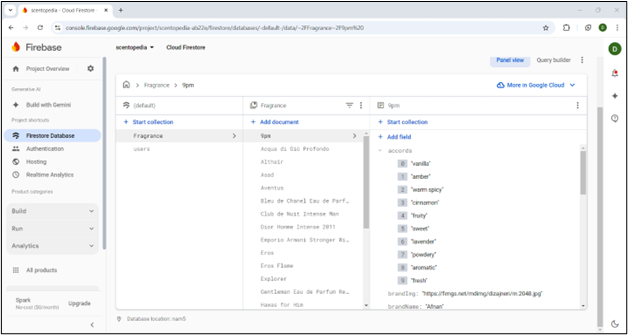 scentopedia - Cloud Firestore
console.firebase.google.com/project/scentopedia-ab22e/firestore/databases/-default-/data/~2FFragrance~2F9pm%20
Firebase
scentopedia
Cloud Firestore
D
Project Overview
Generative AI
Build with Gemini
Project shortcuts
Firestore Database
Authentication
Hosting
Realtime Analytics
Product categories
Build
Run
Analytics
All products
Spark
No-cost ($0/month)
Upgrade
Panel view
Query builder
Fragrance
9pm
More in Google Cloud
(default)
Start collection
Fragrance
users
Fragrance
Add document
9pm
Acqua di Giò Profondo
Althaïr
Asad
Aventus
Bleu de Chanel Eau de Parf…
Club de Nuit Intense Man
Dior Homme Intense 2011
Emporio Armani Stronger Wi…
Eros
Eros Flame
Explorer
Gentleman Eau de Parfum Re…
Hawas for Him
9pm
Start collection
Add field
accords
0 "vanilla"
1 "amber"
2 "warm spicy"
3 "cinnamon"
4 "fruity"
5 "sweet"
6 "lavender"
7 "powdery"
8 "aromatic"
9 "fresh"
brandImg: "https://fimgs.net/mdimg/dizajneri/m.2048.jpg"
brandName: "Afnan"
Database location: nam5